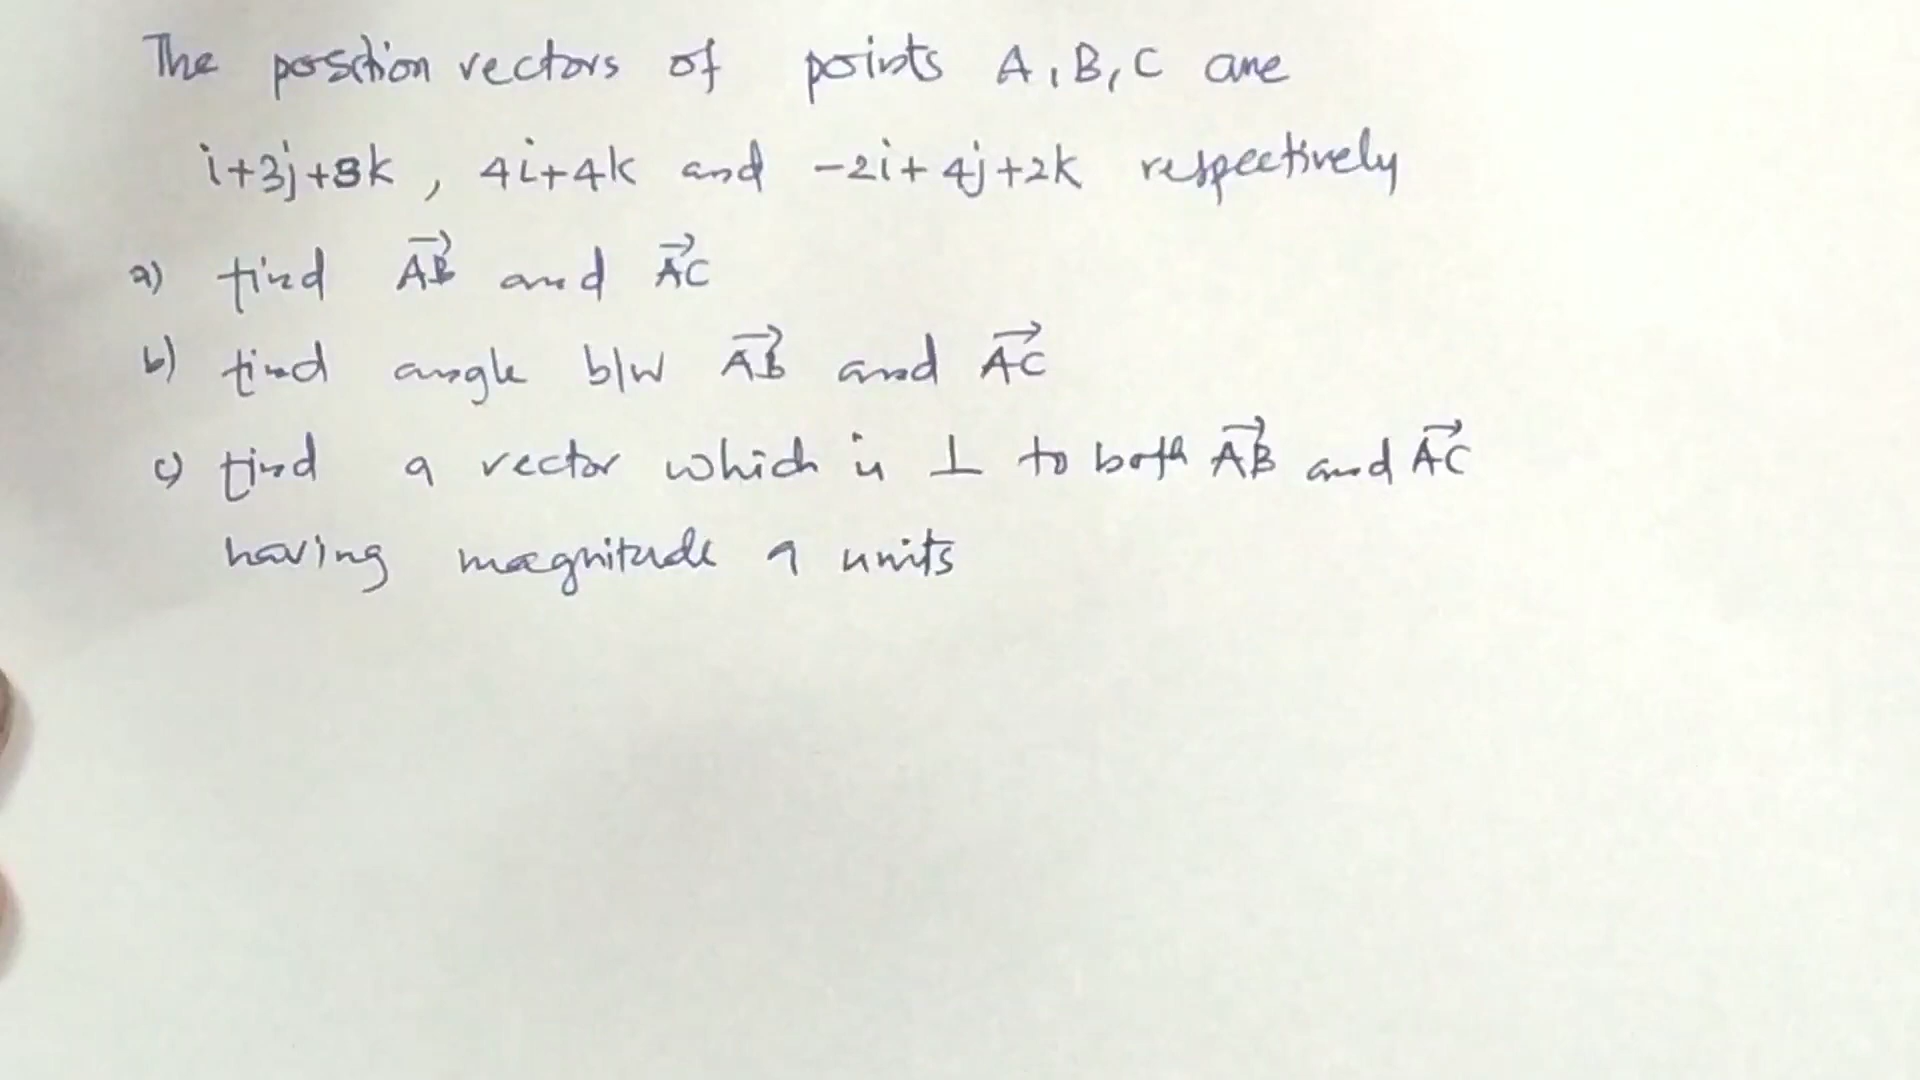 The position vectors of points A, B, C are
i+3j+3k , 4i+4k and -2i+4j+2k respectively
a) find AB⃗ and AC⃗
b) find angle b/w AB⃗ and AC⃗
c) find a vector which is ⊥ to both AB⃗ and AC⃗
having magnitude 9 units